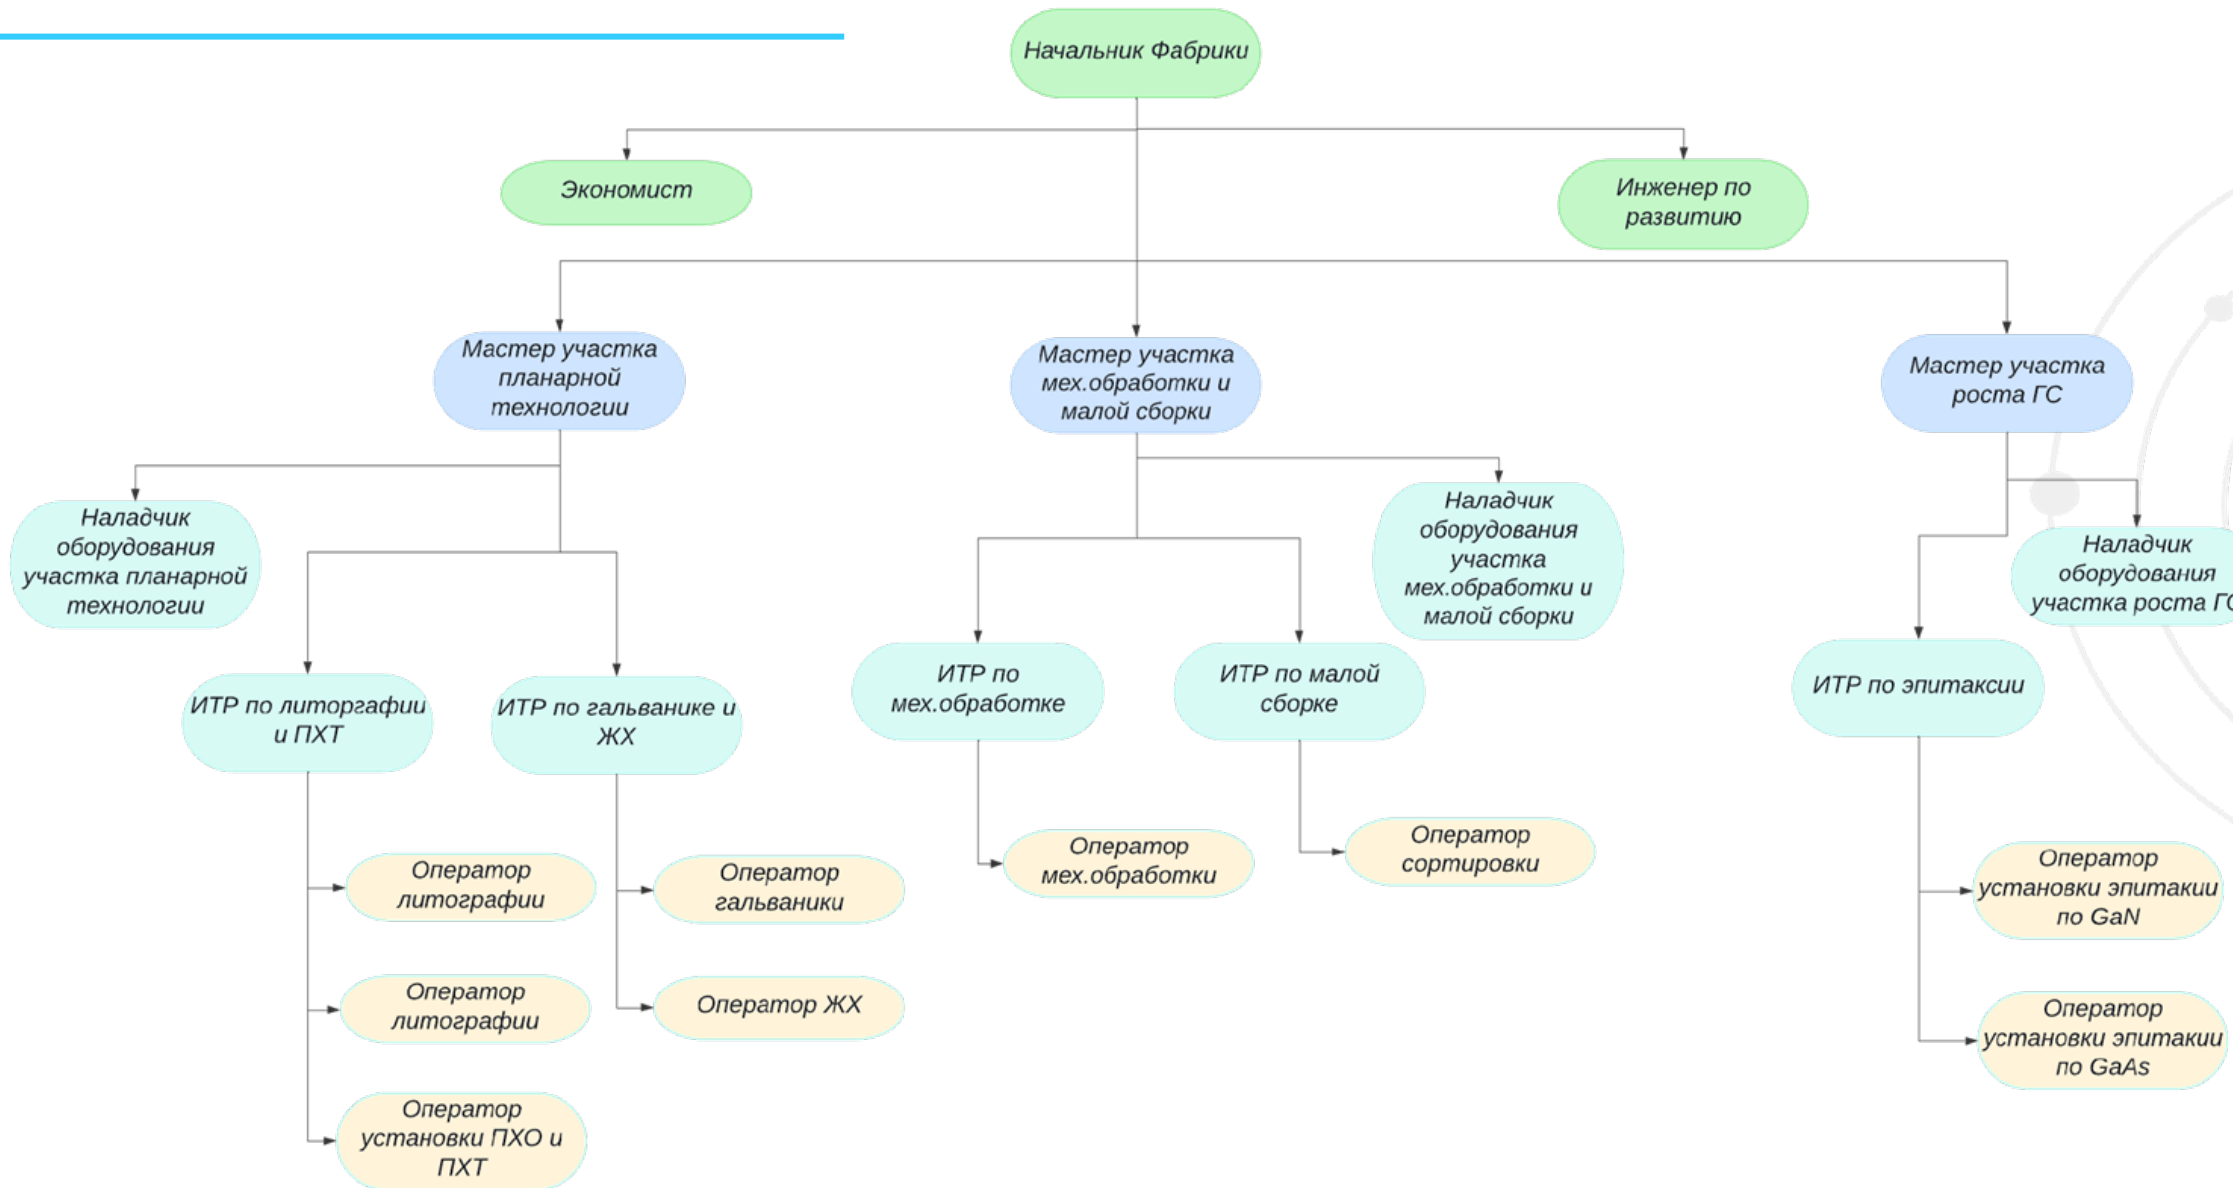 Начальник Фабрики
Экономист
Инженер по
развитию
Мастер участка
планарной
технологии
Мастер участка
мех.обработки и
малой сборки
Мастер участка
роста ГС
Наладчик
оборудования
участка планарной
технологии
Наладчик
оборудования
участка
мех.обработки и
малой сборки
Наладчик
оборудования
участка роста ГС
ИТР по литоргафии
и ПХТ
ИТР по гальванике и
ЖХ
ИТР по
мех.обработке
ИТР по малой
сборке
ИТР по эпитаксии
Оператор
литографии
Оператор
гальваники
Оператор
мех.обработки
Оператор
сортировки
Оператор
установки эпитакии
по GaN
Оператор
литографии
Оператор ЖХ
Оператор
установки эпитакии
по GaAs
Оператор
установки ПХО и
ПХТ